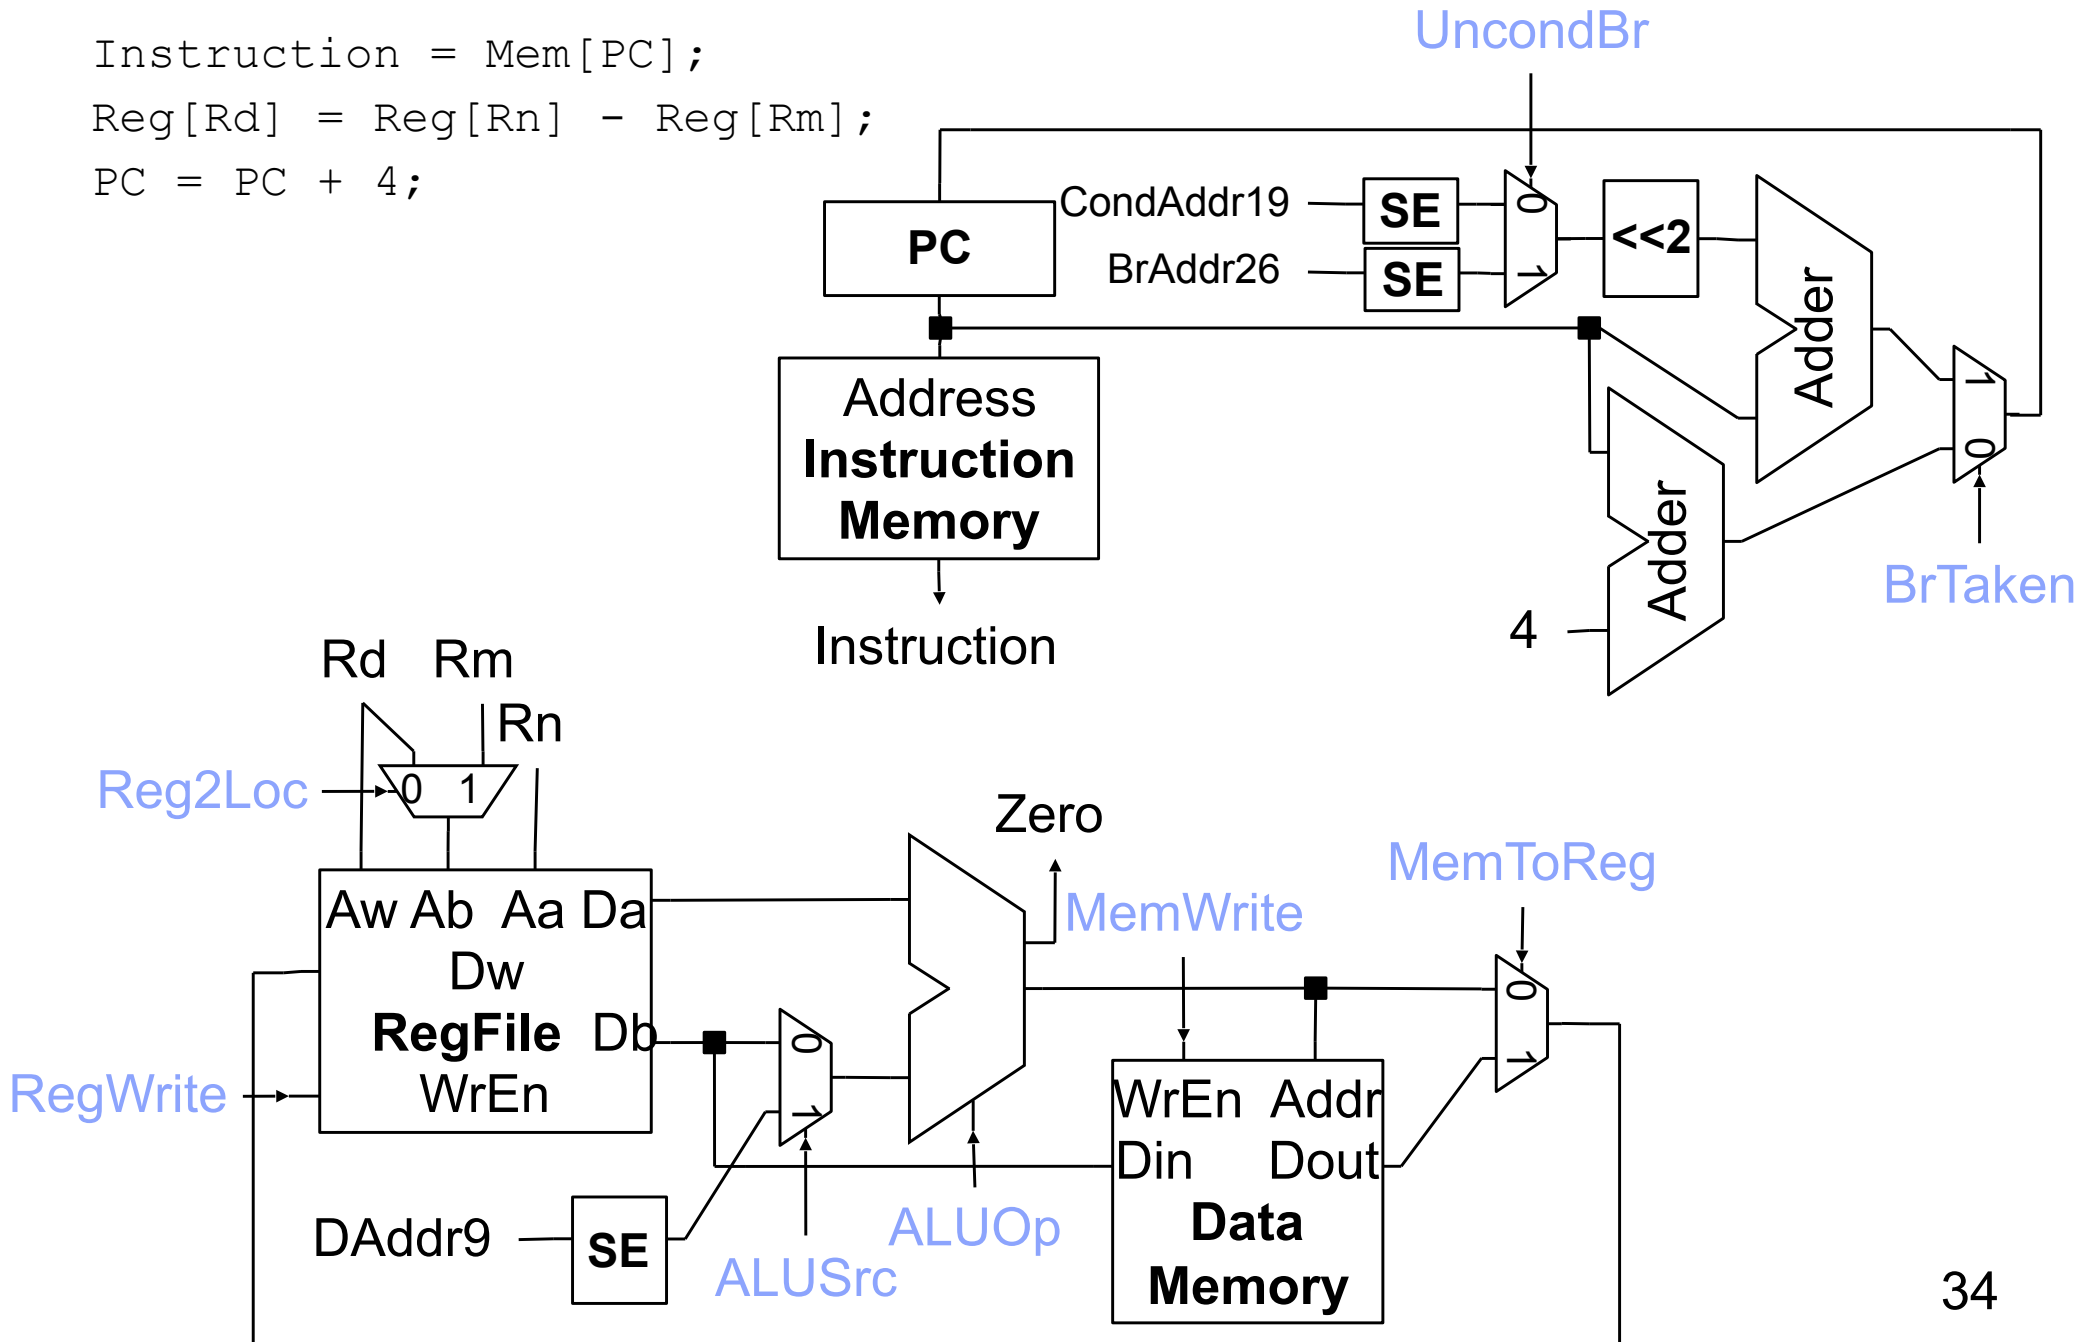 Instruction = Mem[PC];
Reg[Rd] = Reg[Rn] - Reg[Rm];
PC = PC + 4;
UncondBr
CondAddr19
SE
0
<<2
BrAddr26
SE
1
PC
Adder
Address
Instruction
Memory
1
0
Adder
BrTaken
4
Instruction
Rd Rm
Rn
Reg2Loc
0 1
Zero
MemToReg
Aw Ab Aa Da
MemWrite
Dw
RegFile Db
WrEn
RegWrite
0
1
0
1
WrEn Addr
Din Dout
Data
Memory
DAddr9
SE
ALUOp
ALUSrc
34